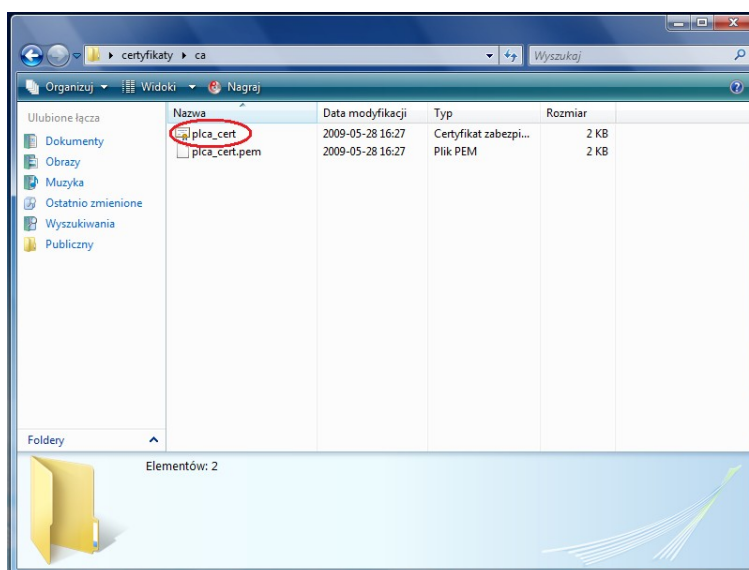 certyfikaty ca
Wyszukaj
Organizuj Widoki Nagraj
Ulubione łącza
Dokumenty
Obrazy
Muzyka
Ostatnio zmienione
Wyszukiwania
Publiczny
Nazwa Data modyfikacji Typ Rozmiar
plca_cert 2009-05-28 16:27 Certyfikat zabezpi... 2 KB
plca_cert.pem 2009-05-28 16:27 Plik PEM 2 KB
Foldery
Elementów: 2